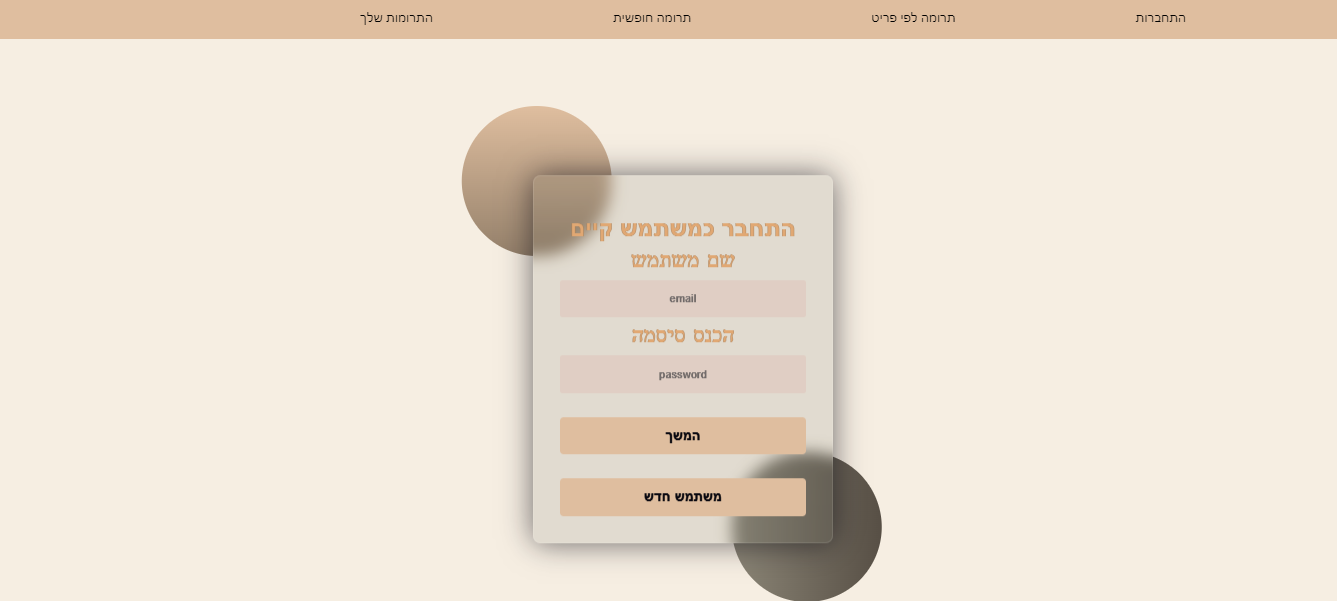 התחברות
תרומה לפי פריט
תרומה חופשית
התרומות שלך
התחבר כמשתמש קיים
שם משתמש
email
הכנס סיסמה
password
המשך
משתמש חדש